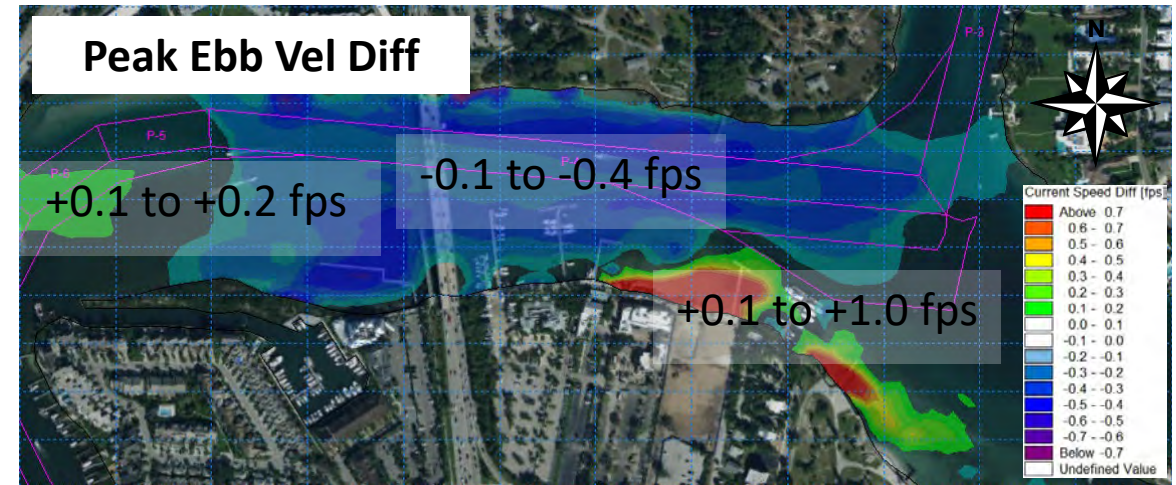 Peak Ebb Vel Diff
N
P-3
P-5
P-6
-0.1 to -0.4 fps
+0.1 to +0.2 fps
+0.1 to +1.0 fps
Current Speed Diff [fps]
Above 0.7
0.6 - 0.7
0.5 - 0.6
0.4 - 0.5
0.3 - 0.4
0.2 - 0.3
0.1 - 0.2
0.0 - 0.1
-0.1 - 0.0
-0.2 - -0.1
-0.3 - -0.2
-0.4 - -0.3
-0.5 - -0.4
-0.6 - -0.5
-0.7 - -0.6
Below -0.7
Undefined Value